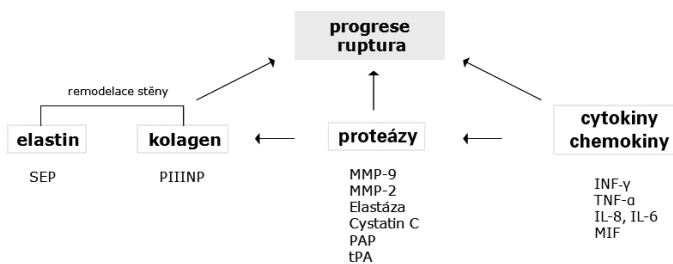 progrese
ruptura
remodelace stěny
elastin
kolagen
proteázy
cytokiny
chemokiny
SEP
PIIINP
MMP-9
MMP-2
Elastáza
Cystatin C
PAP
tPA
INF-γ
TNF-α
IL-8, IL-6
MIF